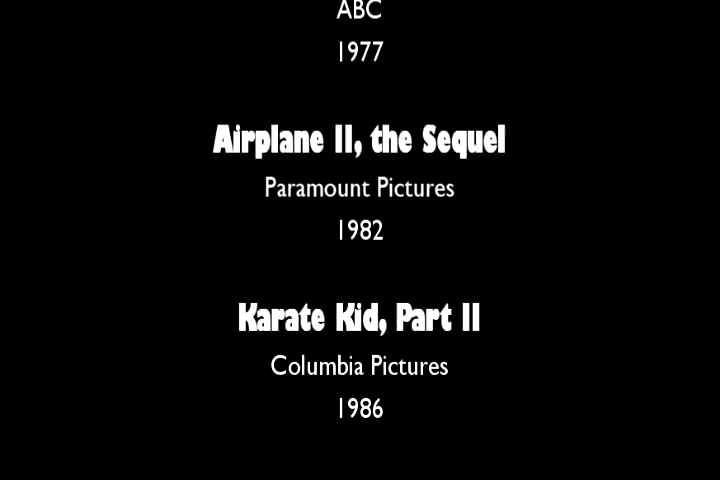 ABC
1977
Airplane II, the Sequel
Paramount Pictures
1982
Karate Kid, Part II
Columbia Pictures
1986